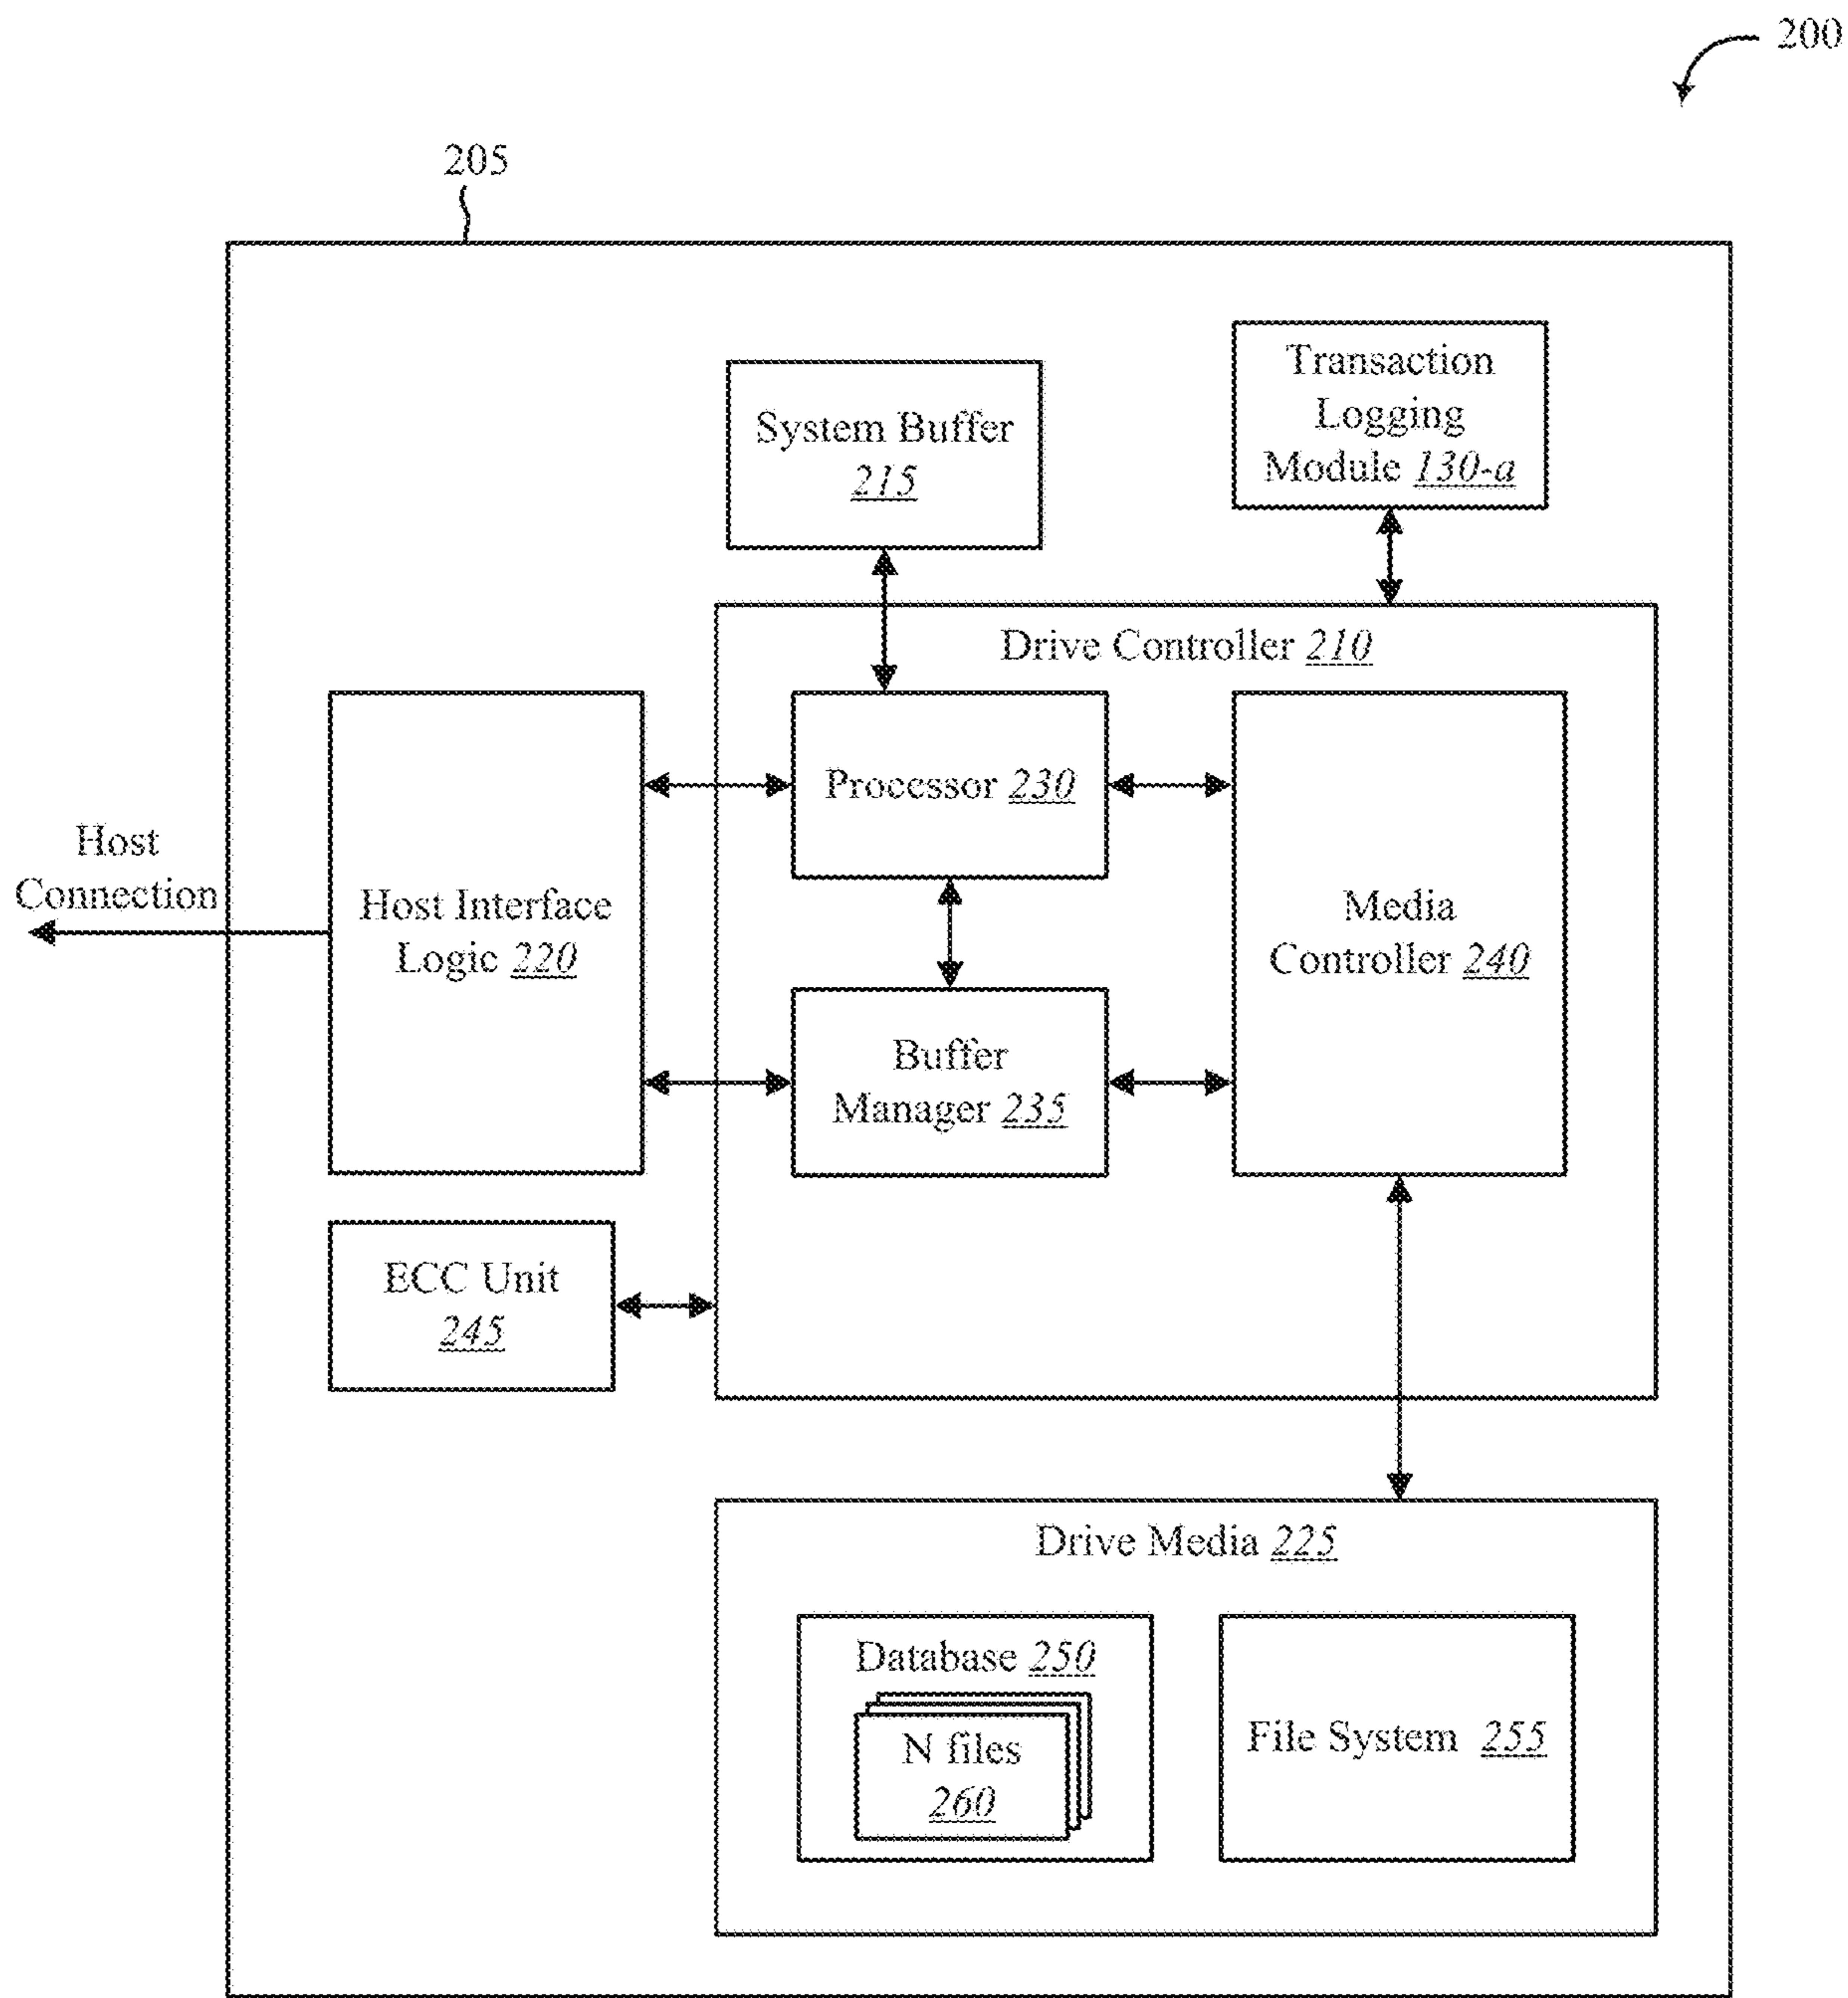 200
205
Transaction
Logging
Module 130-a
System Buffer
215
Drive Controller 210
Processor 230
Host
Connection
Host Interface
Logic 220
Media
Controller 240
Buffer
Manager 235
ECC Unit
245
Drive Media 225
Database 250
N files
260
File System 255